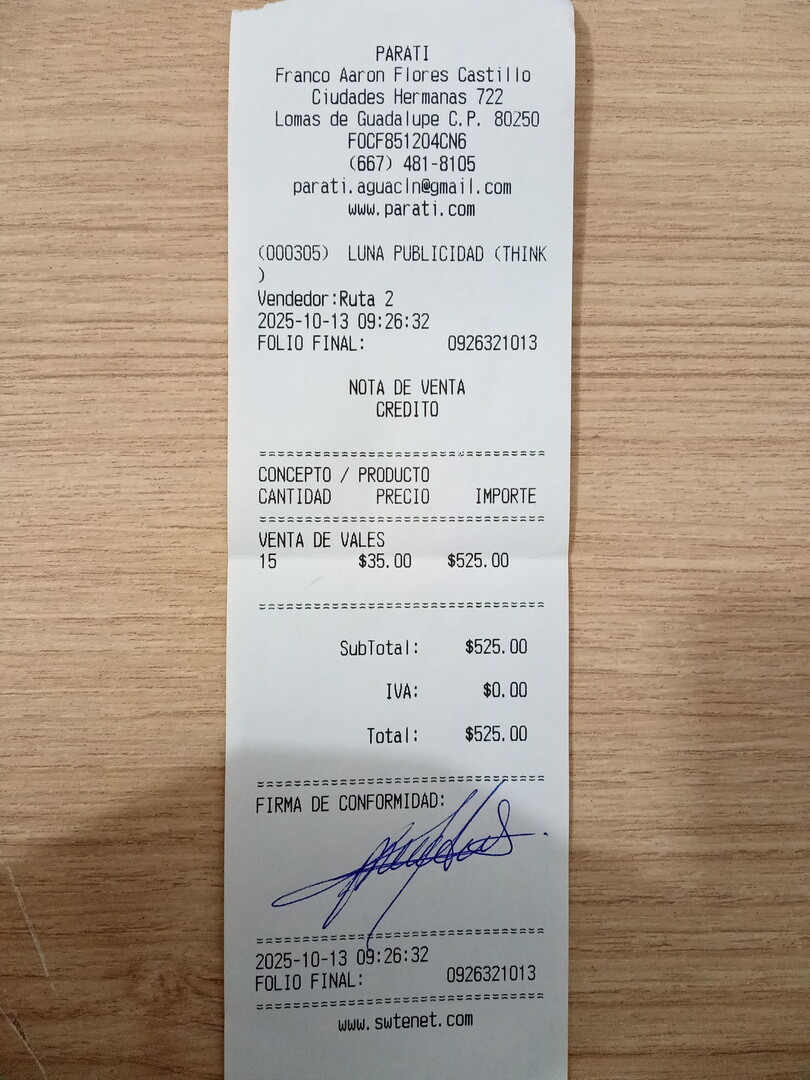 PARATI
Franco Aaron Flores Castillo
Ciudades Hermanas 722
Lomas de Guadalupe C.P. 80250
FOCF851204CN6
(667) 481-8105
parati.aguacln@gmail.com
www.parati.com
(000305) LUNA PUBLICIDAD (THINK
)
Vendedor:Ruta 2
2025-10-13 09:26:32
FOLIO FINAL: 0926321013
NOTA DE VENTA
CREDITO
==============================
CONCEPTO / PRODUCTO
CANTIDAD PRECIO IMPORTE
==============================
VENTA DE VALES
15 $35.00 $525.00
==============================
SubTotal: $525.00
IVA: $0.00
Total: $525.00
==============================
FIRMA DE CONFORMIDAD:
==============================
2025-10-13 09:26:32
FOLIO FINAL: 0926321013
==============================
www.swtenet.com